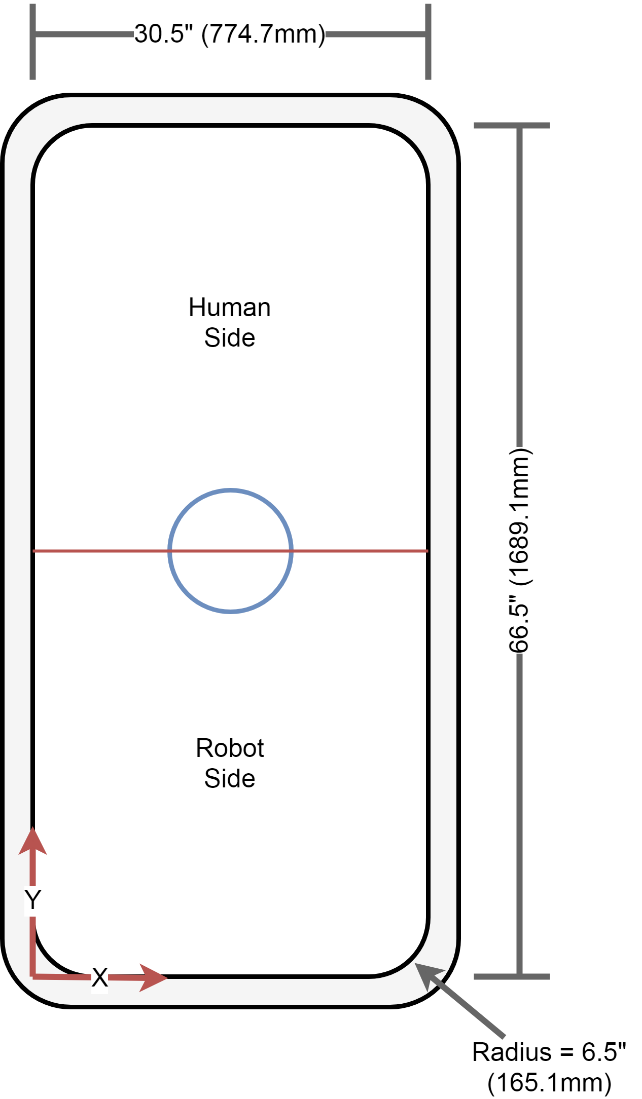 30.5" (774.7mm)
Human
Side
66.5" (1689.1mm)
Robot
Side
Y
X
Radius = 6.5"
(165.1mm)